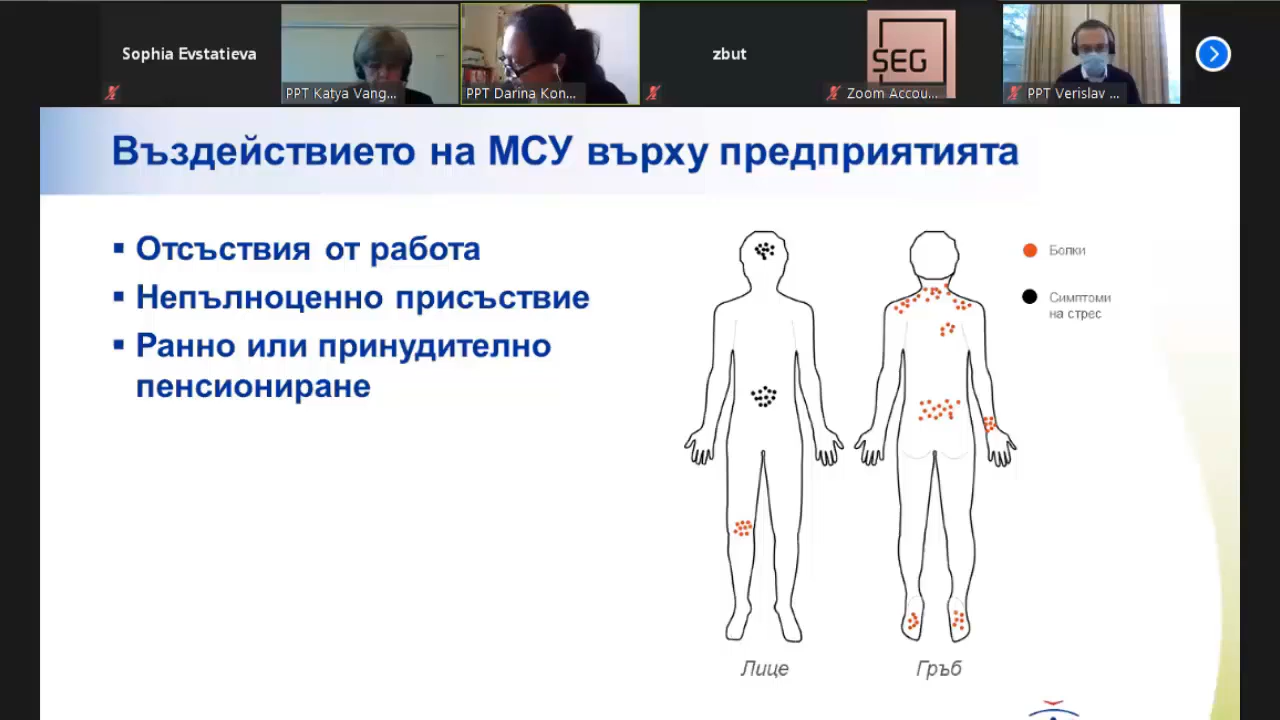 Sophia Evstatieva
PPT Katya Vang...
PPT Darina Kon...
zbut
SEG
Zoom Accou...
PPT Verislav ...
Въздействието на МСУ върху предприятията
▪ Отсъствия от работа
▪ Непълноценно присъствие
▪ Ранно или принудително
пенсиониране
Болки
Симптоми
на стрес
Лице
Гръб